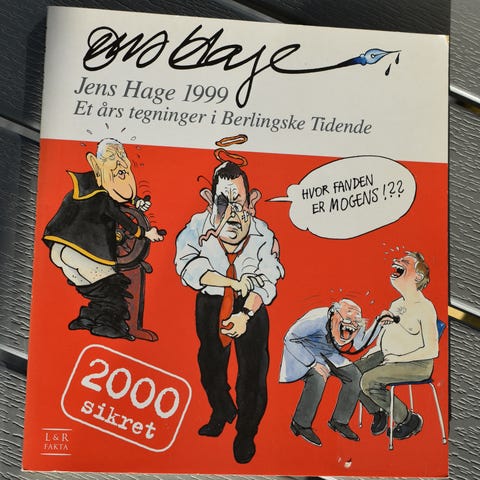 Jens Hage
Jens Hage 1999
Et års tegninger i Berlingske Tidende
HVOR FANDEN
ER MOGENS!??
2000
sikret
L&R
FAKTA